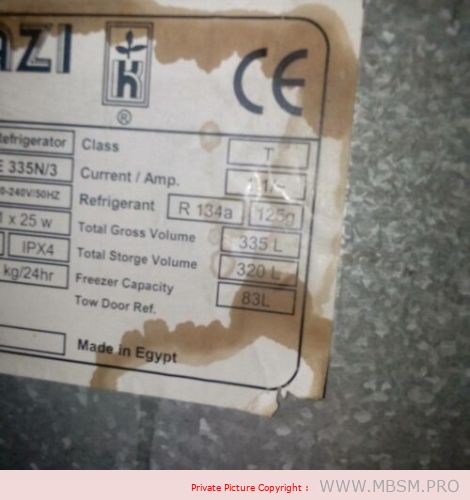 AZI
K
®
CE
efrigerator Class T
E 335N/3 Current / Amp.
0-240V/50HZ Refrigerant R 134a 125g
1 x 25 w Total Gross Volume 335 L
IPX4 Total Storge Volume 320 L
kg/24hr Freezer Capacity 83L
Tow Door Ref.
Made in Egypt
Private Picture Copyright : WWW.MBSM.PRO